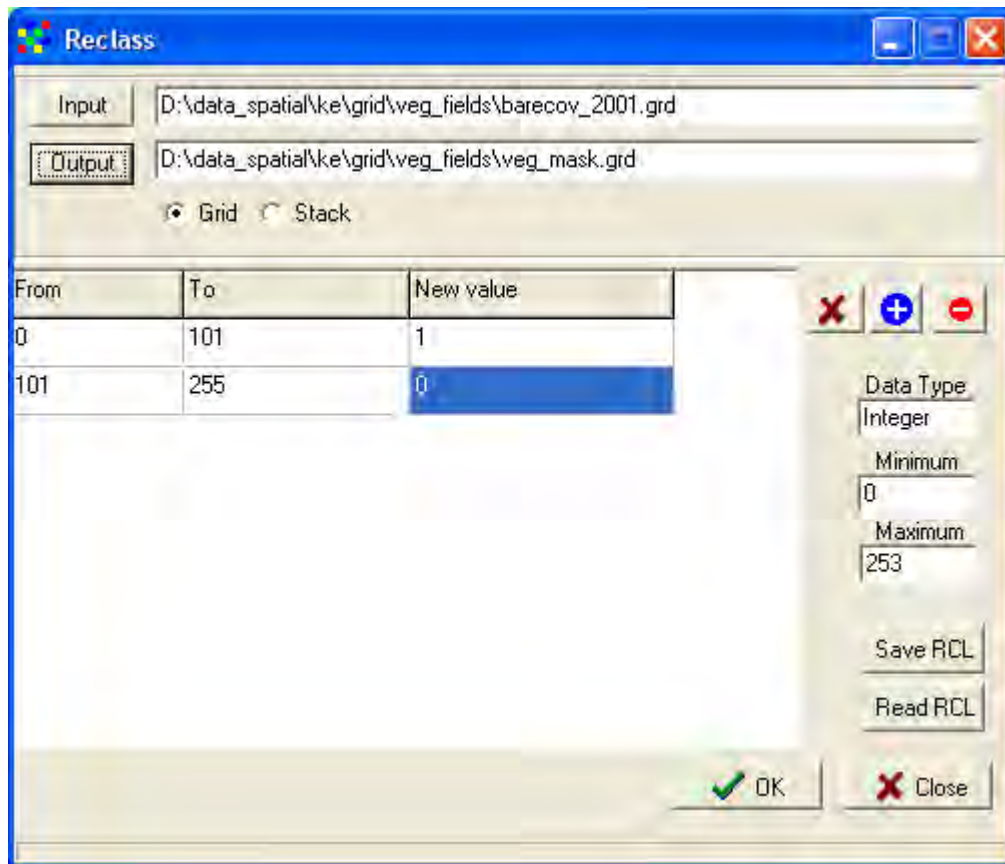 Reclass
Input D:\data_spatial\ke\grid\veg_fields\barecov_2001.grd
Output D:\data_spatial\ke\grid\veg_fields\veg_mask.grd
Grid Stack
From To New value
0 101 1
101 255 0
Data Type
Integer
Minimum
0
Maximum
253
Save RCL
Read RCL
OK Close